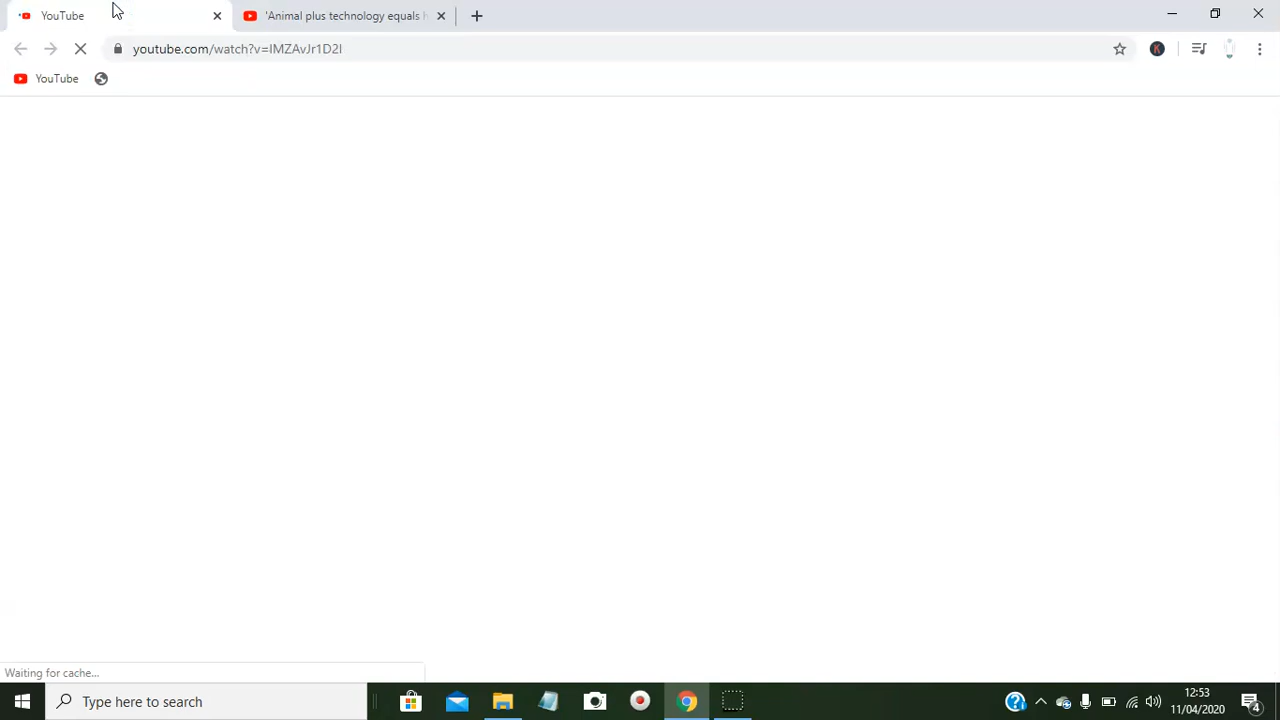 YouTube
'Animal plus technology equals h
youtube.com/watch?v=IMZAvJr1D2I
YouTube
Waiting for cache...
Type here to search
12:53
11/04/2020
4